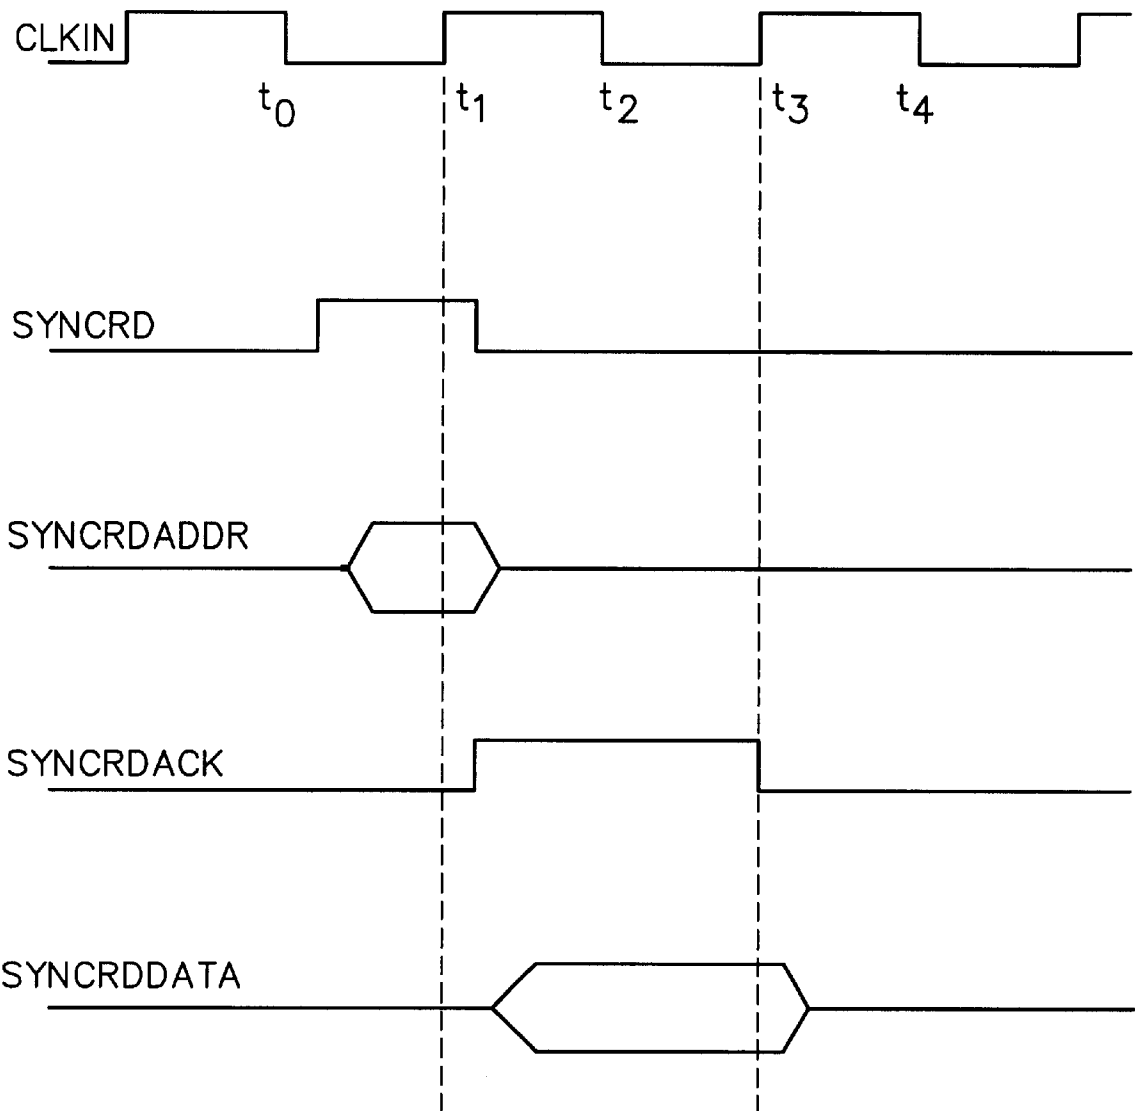 CLKIN
t0 t1 t2 t3 t4
SYNCRD
SYNCRDADDR
SYNCRDACK
SYNCRDDATA